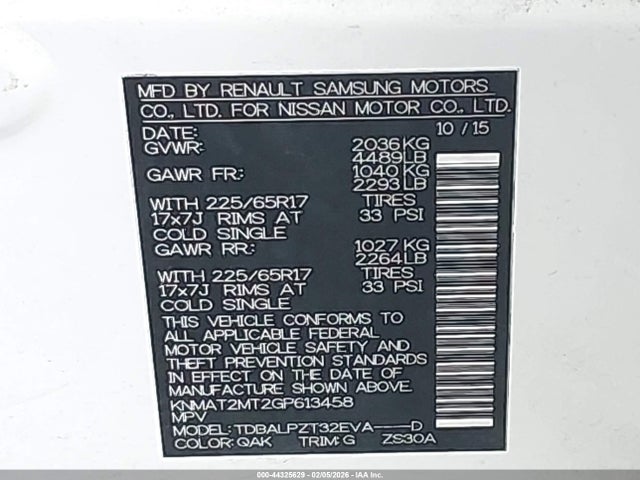 MFD BY RENAULT SAMSUNG MOTORS
CO., LTD. FOR NISSAN MOTOR CO., LTD.
DATE: 10 / 15
GVWR: 2036 KG
4489 LB
GAWR FR: 1040 KG
2293 LB
WITH 225/65R17 TIRES
17x7J RIMS AT 33 PSI
COLD SINGLE
GAWR RR: 1027 KG
2264 LB
WITH 225/65R17 TIRES
17x7J RIMS AT 33 PSI
COLD SINGLE
THIS VEHICLE CONFORMS TO
ALL APPLICABLE FEDERAL
MOTOR VEHICLE SAFETY AND
THEFT PREVENTION STANDARDS
IN EFFECT ON THE DATE OF
MANUFACTURE SHOWN ABOVE.
KNMAT2MT2GP613458
MPV
MODEL: TDBALPZT32EVA----D
COLOR: QAK TRIM: G ZS30A
000-44325629 - 02/05/2026 - IAA Inc.